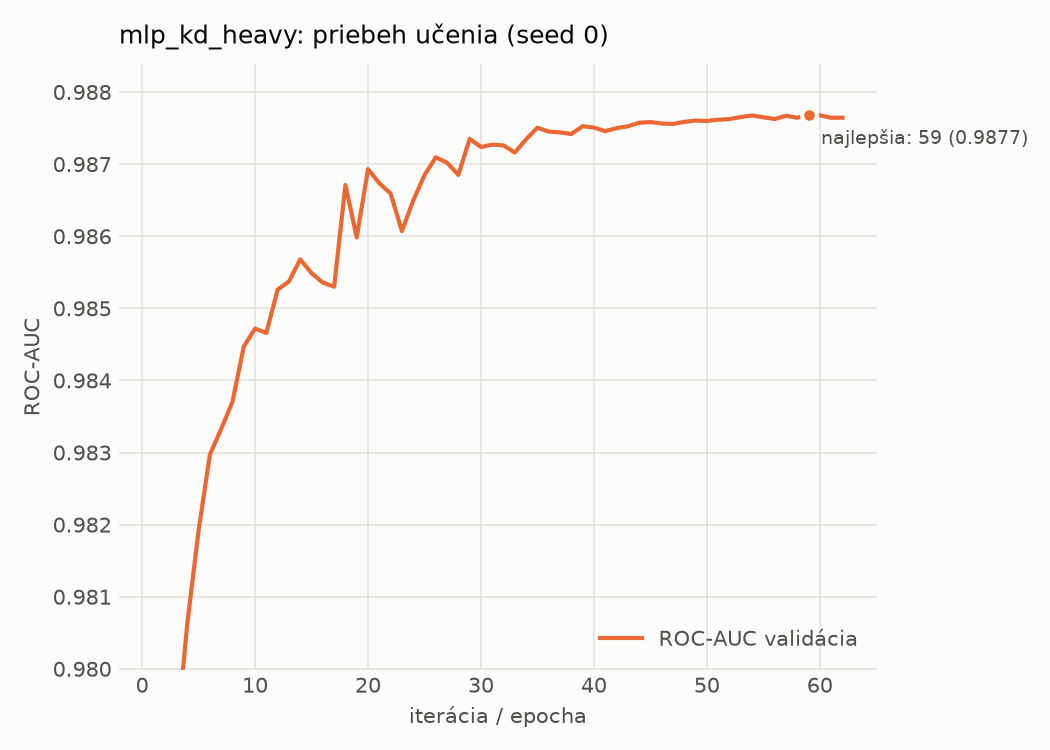 mlp_kd_heavy: priebeh učenia (seed 0)
0.988
0.987
0.986
0.985
0.984
0.983
0.982
0.981
0.980
ROC-AUC
najlepšia: 59 (0.9877)
ROC-AUC validácia
0 10 20 30 40 50 60
iterácia / epocha